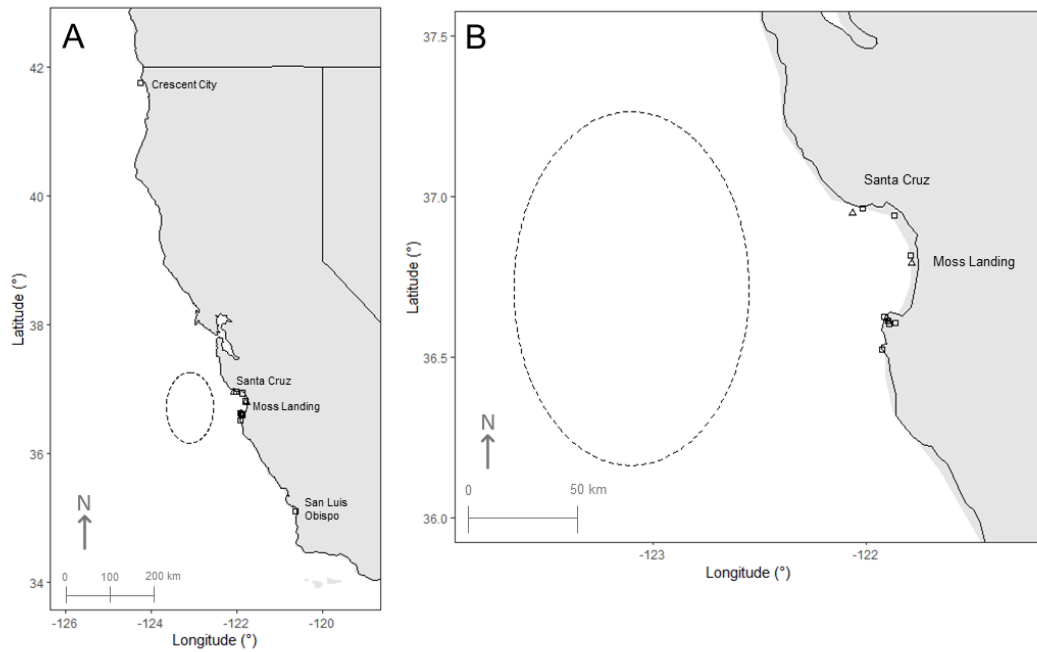 A
42
Crescent City
40
Latitude (°)
38
Santa Cruz
Moss Landing
36
San Luis
Obispo
N
0 100 200 km
34
-126 -124 -122 -120
Longitude (°)
B
37.5
Santa Cruz
37.0
Moss Landing
Latitude (°)
36.5
N
0 50 km
36.0
-123 -122
Longitude (°)